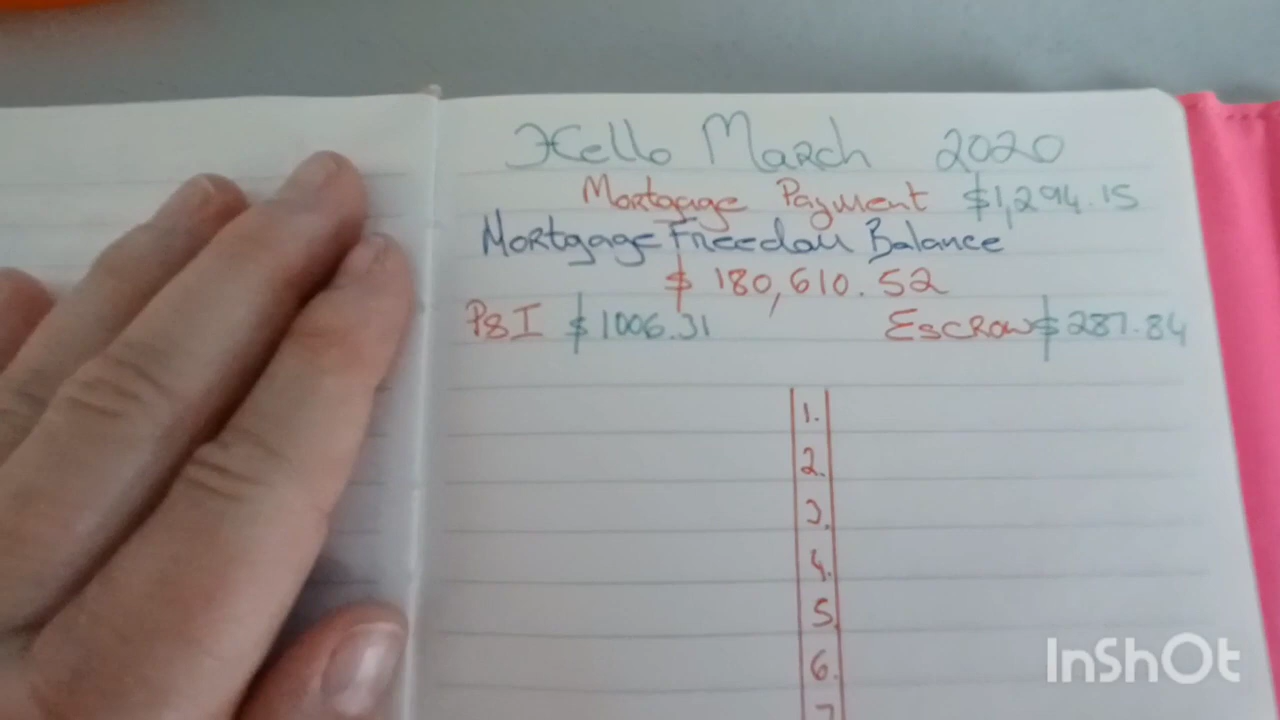 Hello March 2020
Mortgage Payment $1,294.15
Mortgage Freedom Balance
$180,610.52
P&I $1006.31 Escrow $287.84
1.
2.
3.
4.
5.
6.
7
InShOt